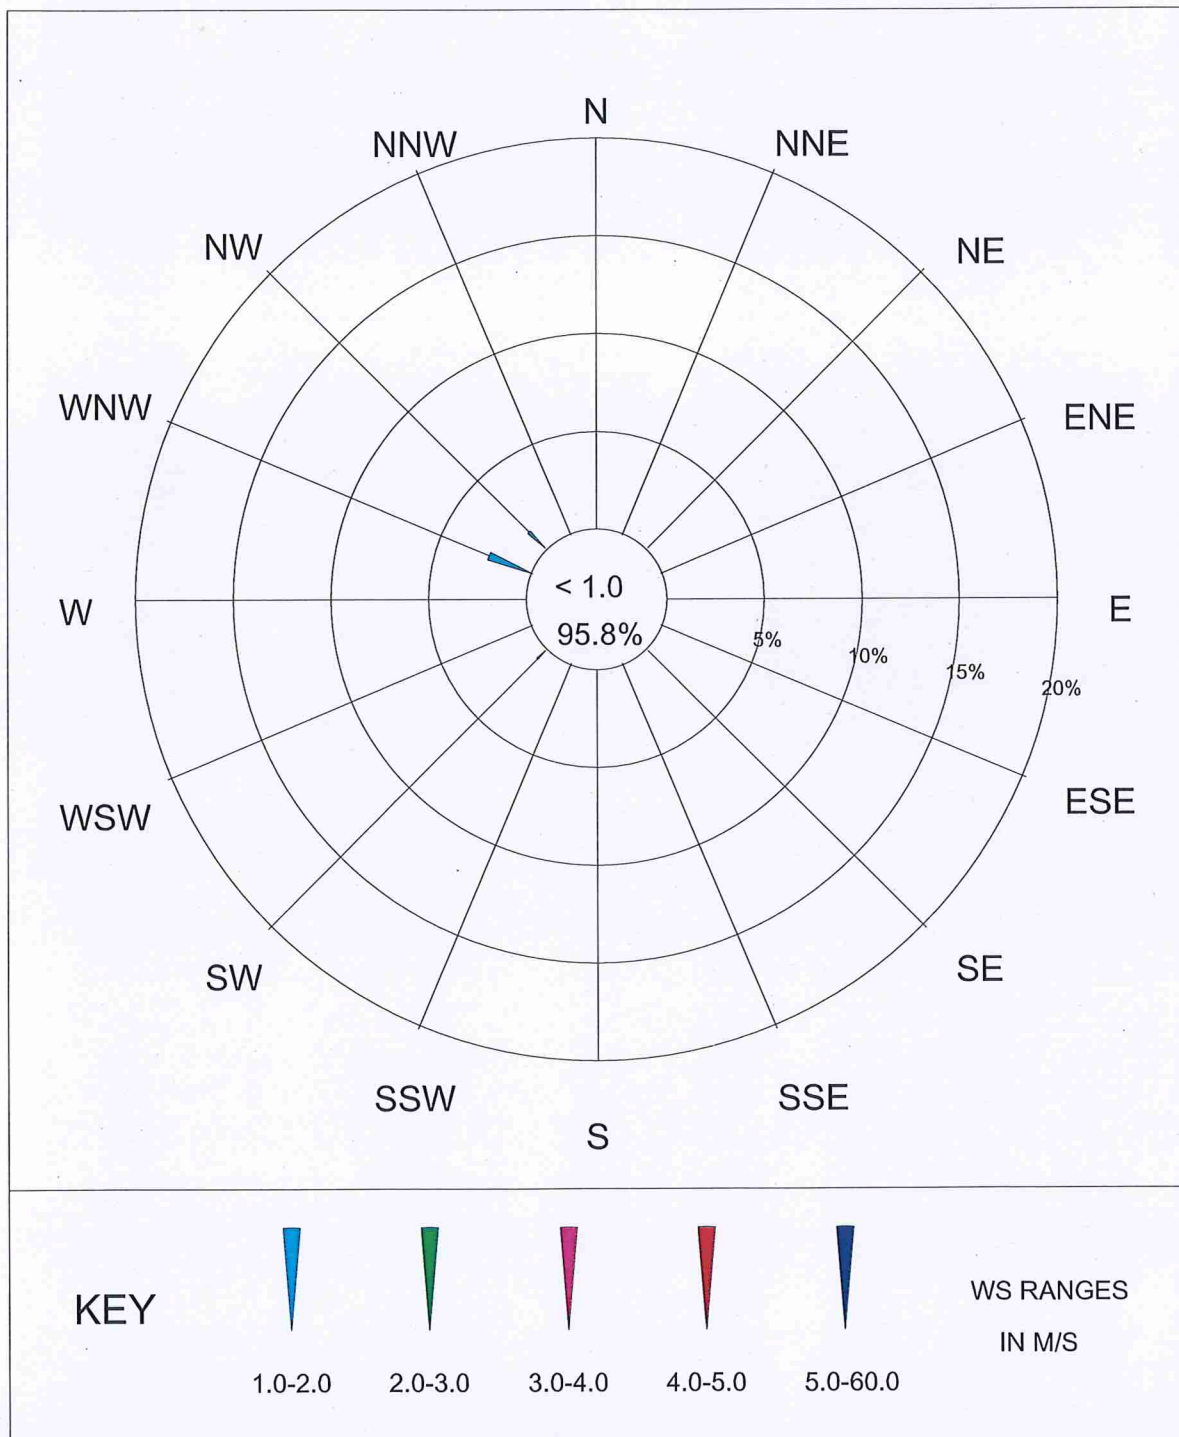 N
NNW
NNE
NW
NE
WNW
ENE
< 1.0
95.8%
W
E
5%
10%
15%
20%
WSW
ESE
SW
SE
SSW
SSE
S
KEY
WS RANGES
IN M/S
1.0-2.0
2.0-3.0
3.0-4.0
4.0-5.0
5.0-60.0